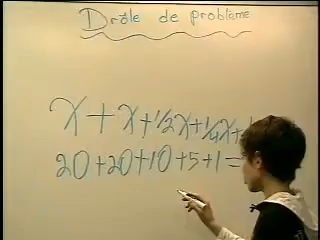 Drôle de problème
x + x + 1/2x + 1/4x +
20 + 20 + 10 + 5 + 1 =